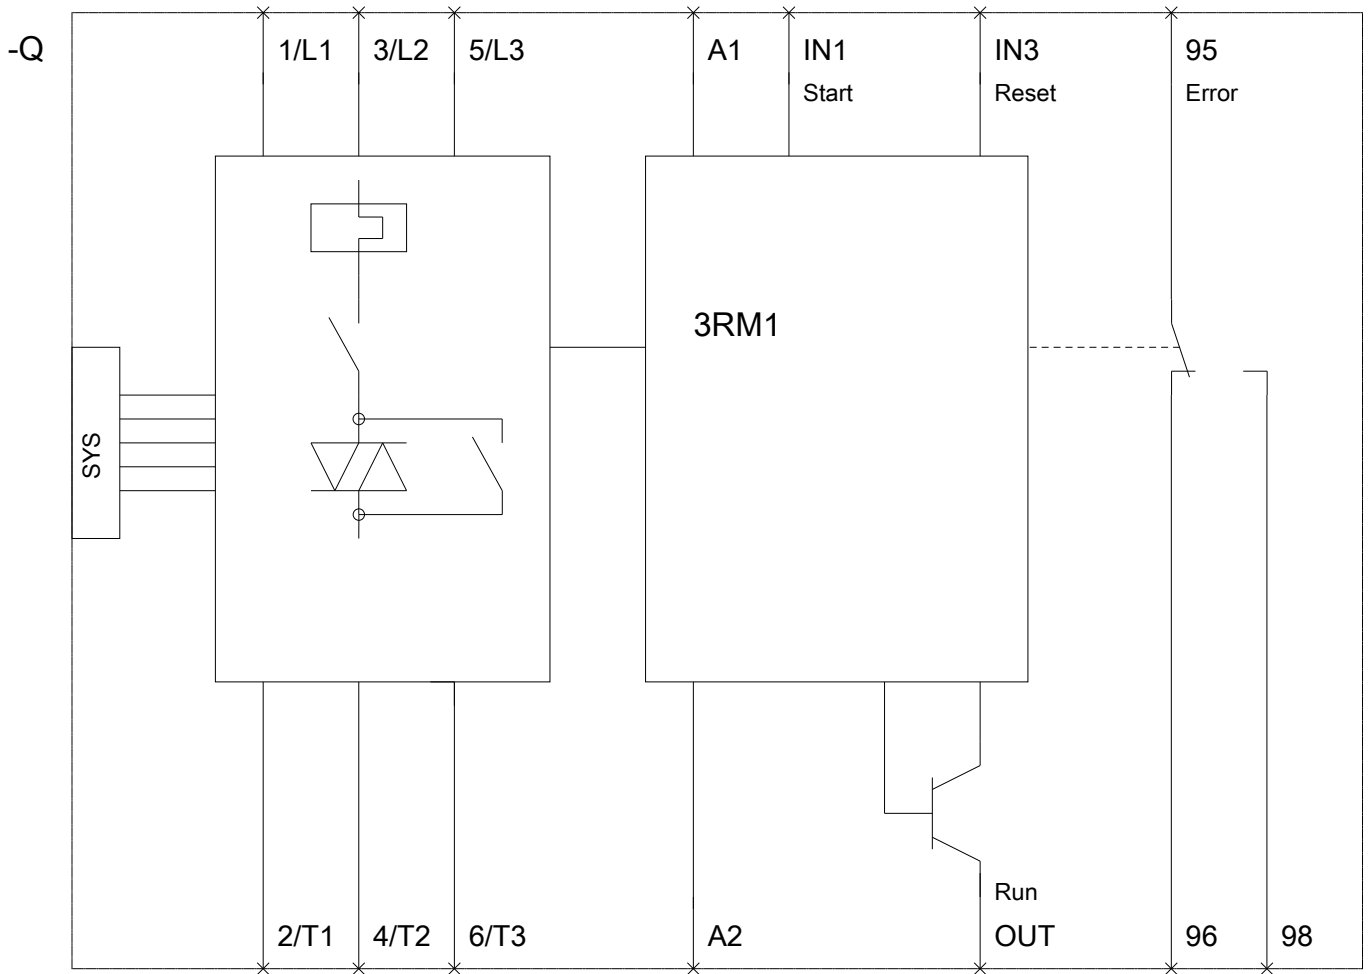 -Q
1/L1 3/L2 5/L3 A1 IN1 IN3 95
Start Reset Error
3RM1
SYS
Run
2/T1 4/T2 6/T3 A2 OUT 96 98